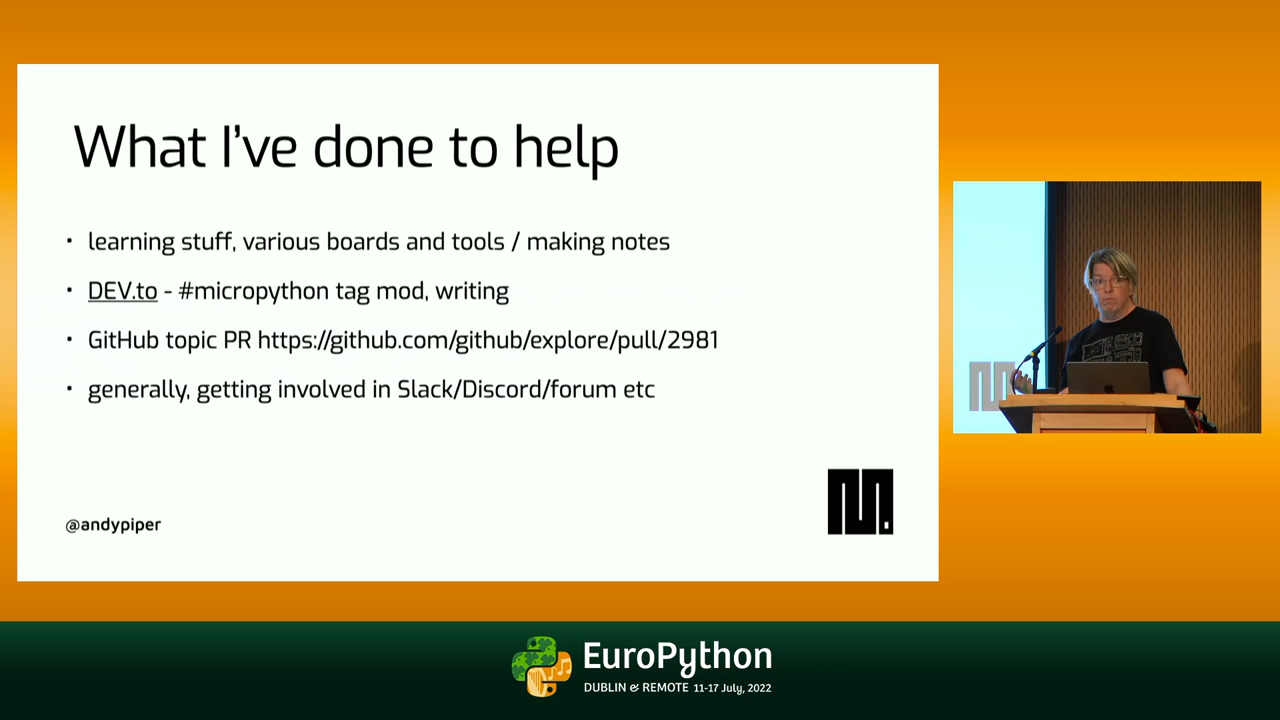 What I've done to help
• learning stuff, various boards and tools / making notes
• DEV.to - #micropython tag mod, writing
• GitHub topic PR https://github.com/github/explore/pull/2981
• generally, getting involved in Slack/Discord/forum etc
@andypiper
EuroPython
DUBLIN & REMOTE 11-17 July, 2022